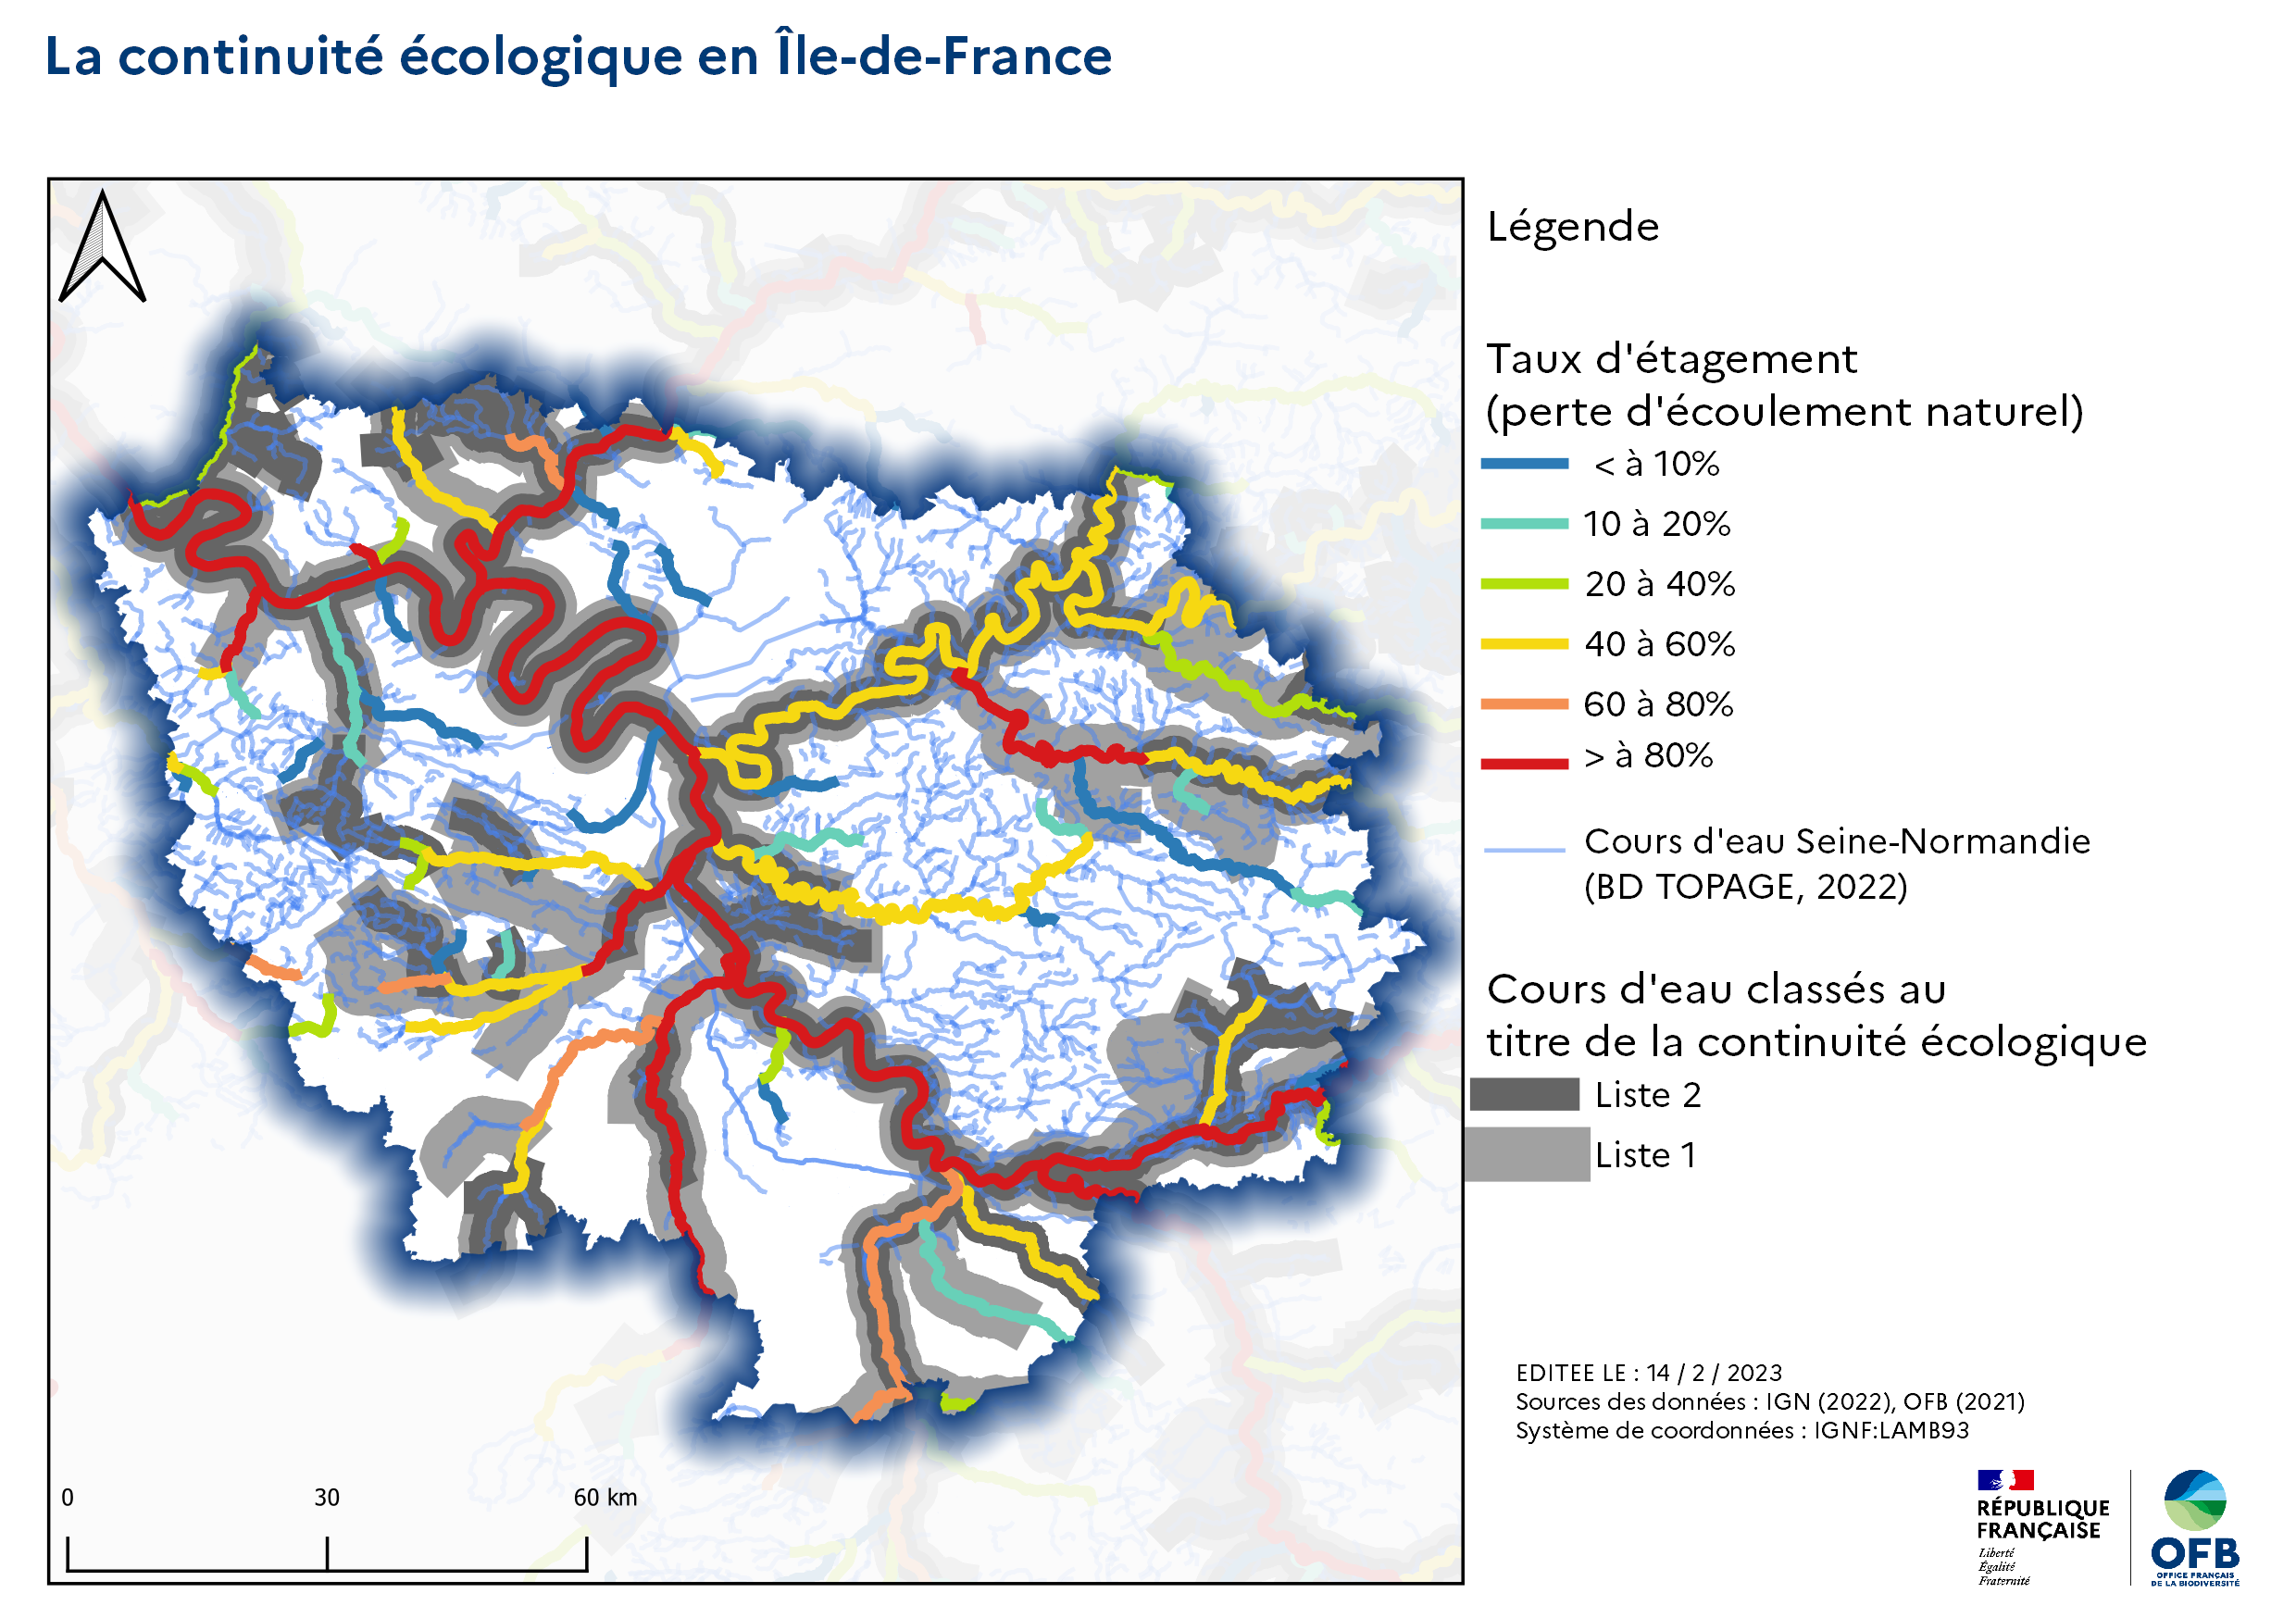 La continuité écologique en Île-de-France
Légende
Taux d'étagement
(perte d'écoulement naturel)
< à 10%
10 à 20%
20 à 40%
40 à 60%
60 à 80%
> à 80%
Cours d'eau Seine-Normandie
(BD TOPAGE, 2022)
Cours d'eau classés au
titre de la continuité écologique
Liste 2
Liste 1
0 30 60 km
EDITEE LE : 14 / 2 / 2023
Sources des données : IGN (2022), OFB (2021)
Système de coordonnées : IGNF:LAMB93
RÉPUBLIQUE
FRANÇAISE
Liberté
Égalité
Fraternité
OFB
OFFICE FRANÇAIS
DE LA BIODIVERSITÉ